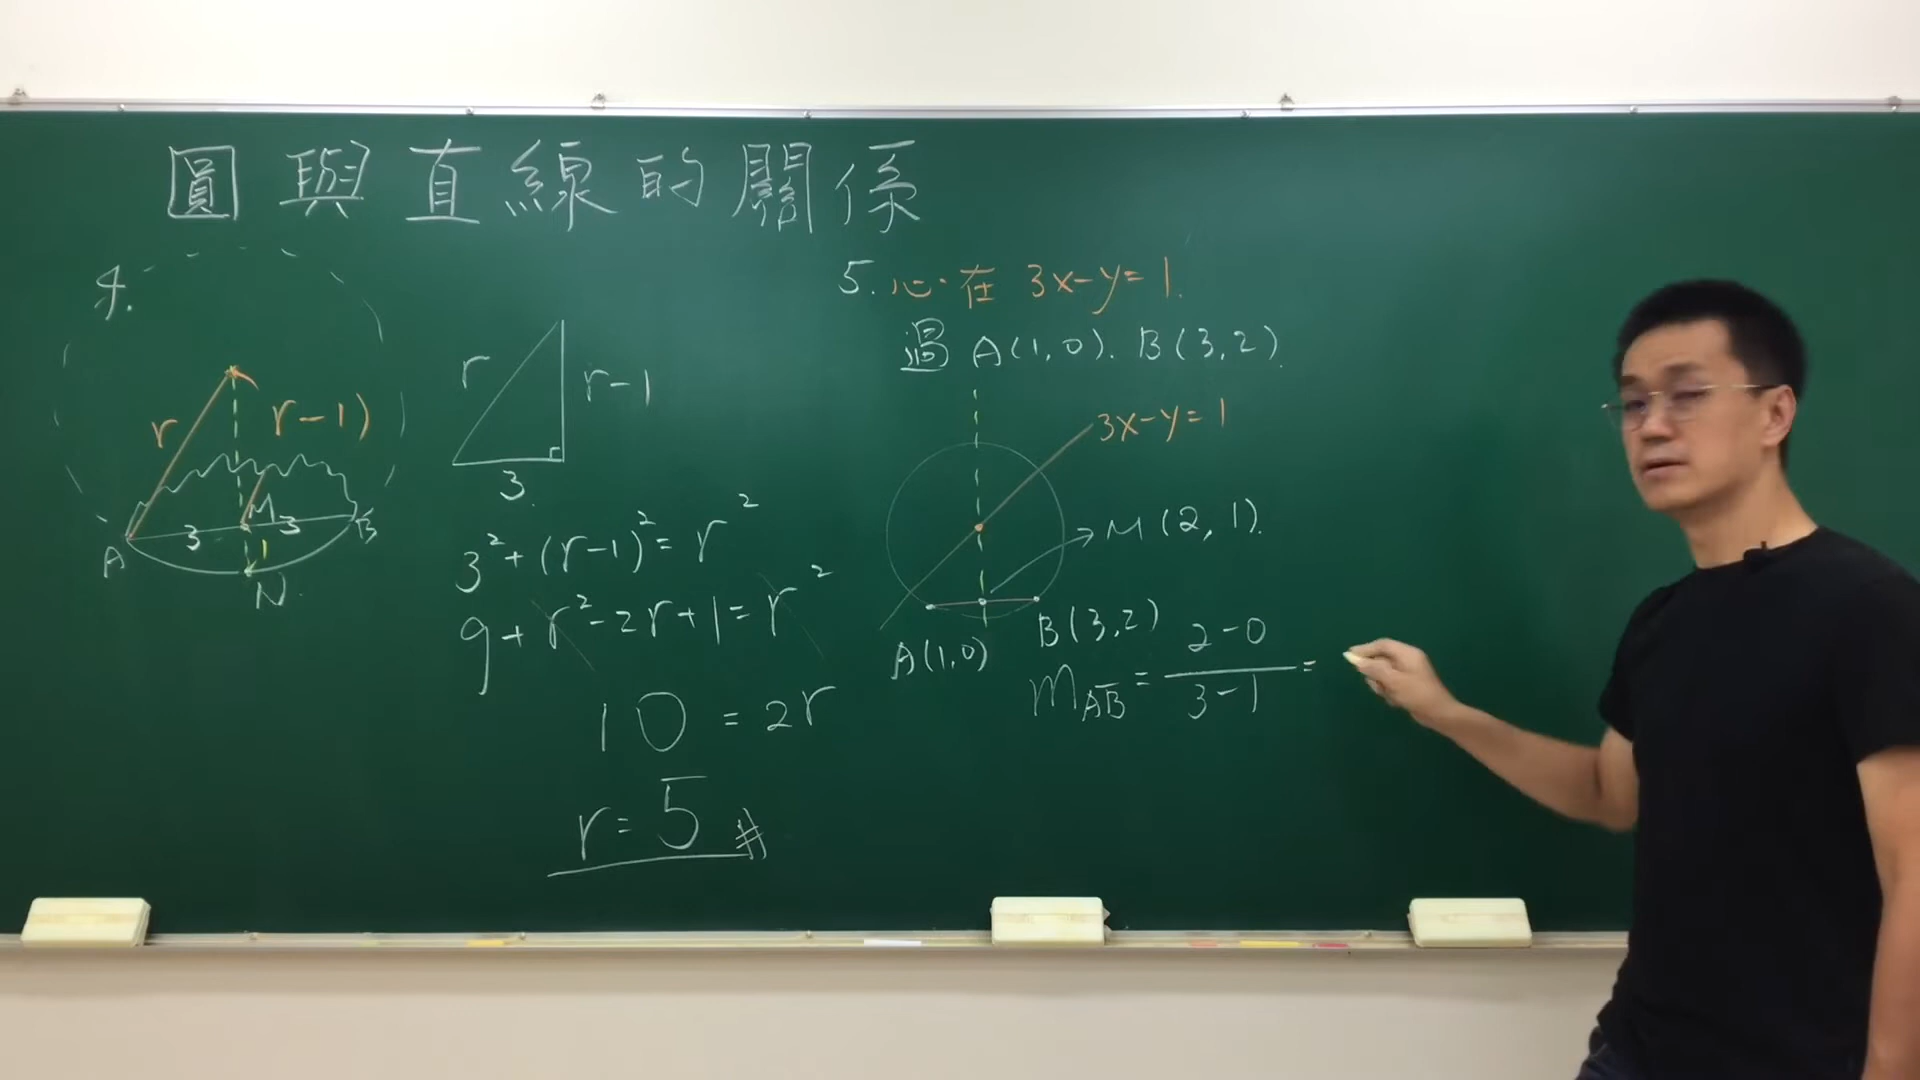 圓與直線的關係
4.
r
r-1)
M
3
3
1
A
B
N
r
r-1
3
3²+(r-1)²=r²
9+r²-2r+1=r²
10=2r
r=5 #
5. 心在 3x-y=1.
過 A(1,0). B(3,2).
3x-y=1
M(2,1).
A(1,0)
B(3,2)
m_AB = (2-0)/(3-1) =